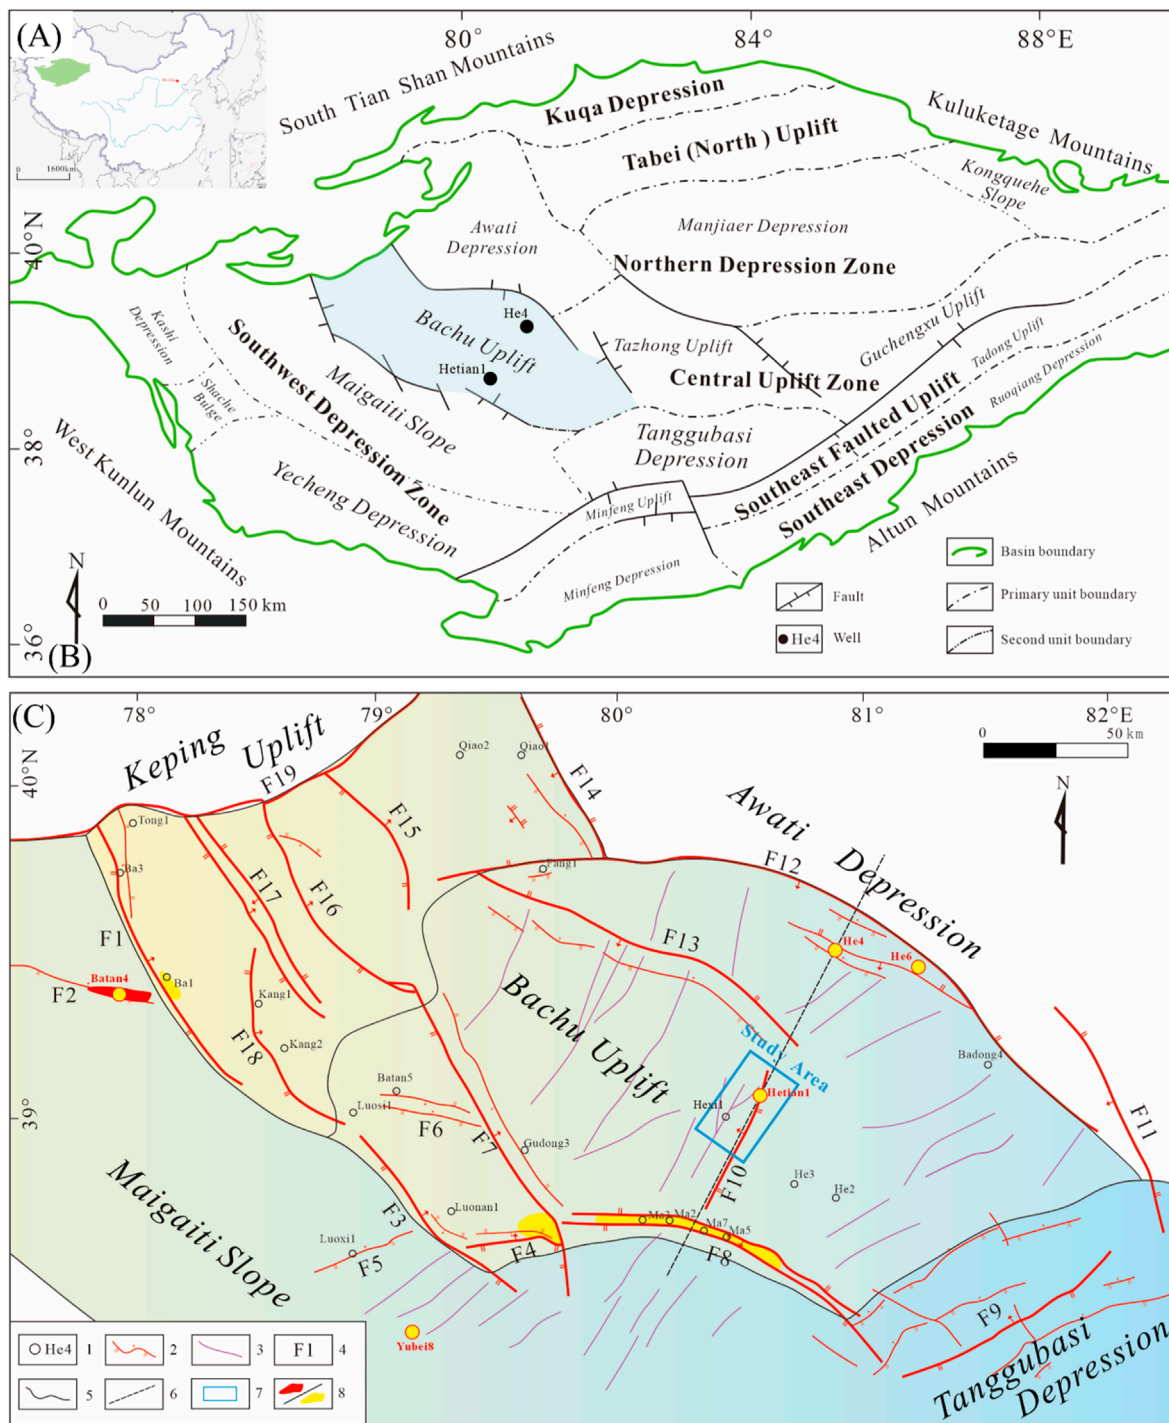 (A)
0 1600km
80°
84°
88°E
South Tian Shan Mountains
Kuqa Depression
Kuluketage Mountains
Tabei (North ) Uplift
Kongquehe
Slope
Awati
Depression
Manjiaer Depression
40°N
Northern Depression Zone
He4
Bachu Uplift
Hetian1
Kashi
Depression
Shache
Bulge
Southwest Depression Zone
Maigaiti Slope
Tazhong Uplift
Guchengxu Uplift
Tadong Uplift
Ruoqiang Depression
Central Uplift Zone
38°
West Kunlun Mountains
Yecheng Depression
Tanggubasi
Depression
Southeast Faulted Uplift
Southeast Depression
Altun Mountains
Minfeng Uplift
Minfeng Depression
N
0 50 100 150 km
36°
(B)
Basin boundary
Fault
Primary unit boundary
He4
Well
Second unit boundary
(C)
78°
79°
80°
81°
82°E
0 50 km
N
Keping Uplift
40°N
39°
Qiao2
Qiao1
F19
F14
F15
Awati Depression
Tong1
Ba3
Fang1
F12
F17
F16
F1
F13
He4
He6
Batan4
F2
Ba1
Kang1
Bachu Uplift
Kang2
F18
Study Area
Badong4
Batan5
Luosi1
Hetian1
Hexi1
F6
F7
Gudong3
F11
F10
He3
He2
Maigaiti Slope
F3
Luonan1
Ma3
Ma2
Ma7
Ma5
Luoxi1
F5
F4
F8
F9
Yubei8
Tanggubasi
Depression
He4 1
2
3
F1 4
5
6
7
8